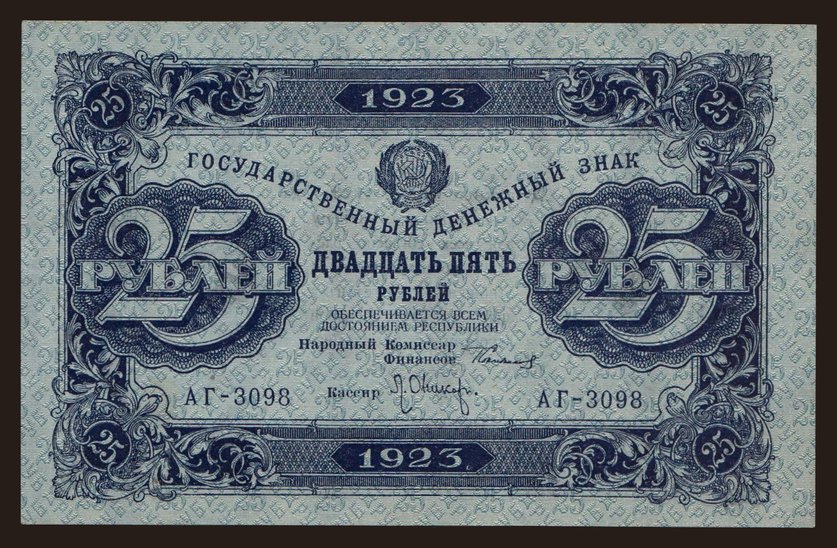 25 1923 25
ГОСУДАРСТВЕННЫЙ ДЕНЕЖНЫЙ ЗНАК
25 РУБЛЕЙ
25 РУБЛЕЙ
ДВАДЦАТЬ ПЯТЬ
РУБЛЕЙ
ОБЕСПЕЧИВАЕТСЯ ВСЕМ
ДОСТОЯНИЕМ РЕСПУБЛИКИ
Народный Комиссар
Финансов
АГ-3098 Кассир АГ-3098
25 1923 25